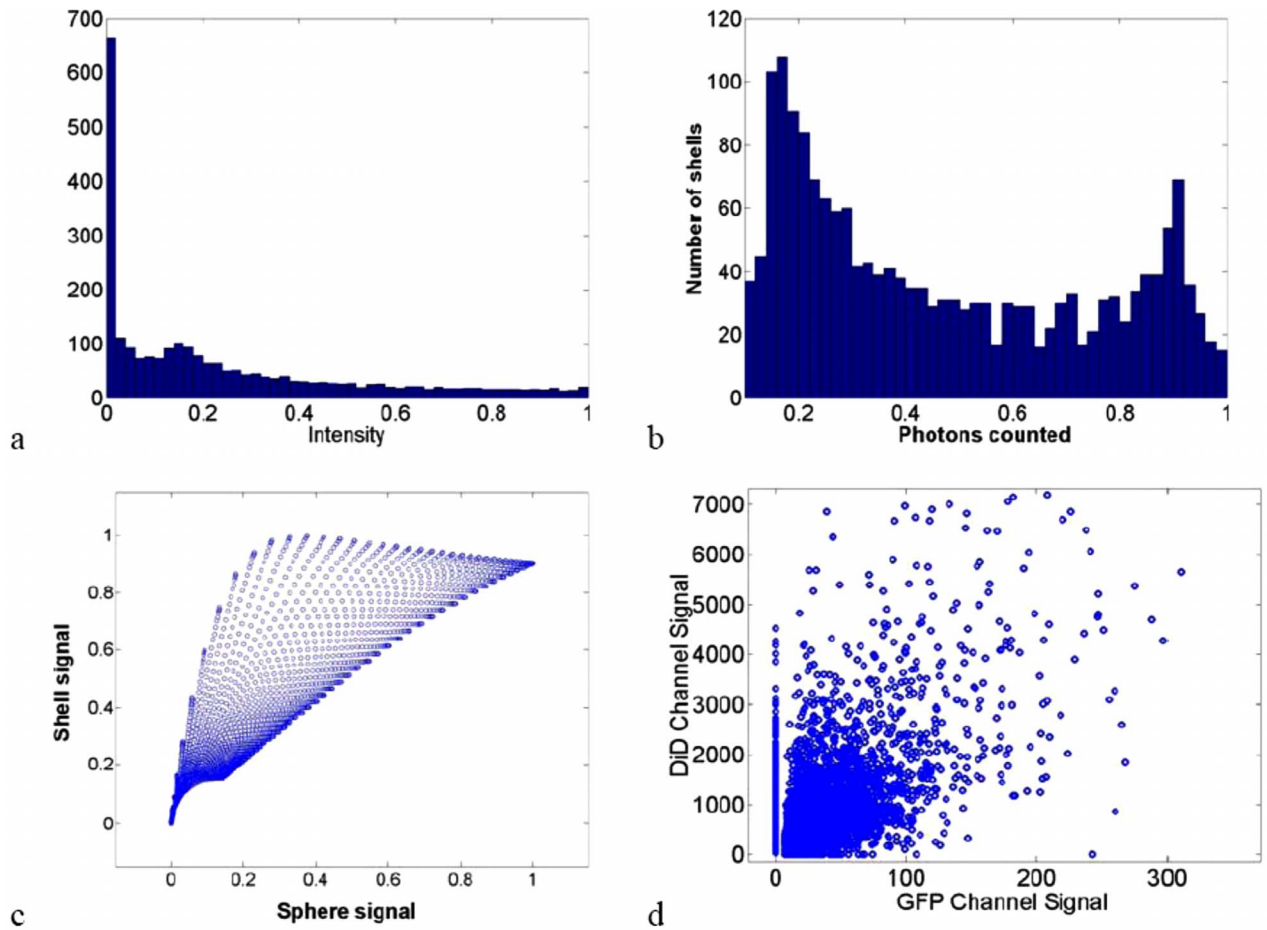 700
600
500
400
300
200
100
0
0 0.2 0.4 0.6 0.8 1
Intensity
a
120
100
80
60
40
20
0
Number of shells
0.2 0.4 0.6 0.8 1
Photons counted
b
1
0.8
0.6
0.4
0.2
0
Shell signal
0 0.2 0.4 0.6 0.8 1
Sphere signal
c
7000
6000
5000
4000
3000
2000
1000
0
DiD Channel Signal
0 100 200 300
GFP Channel Signal
d